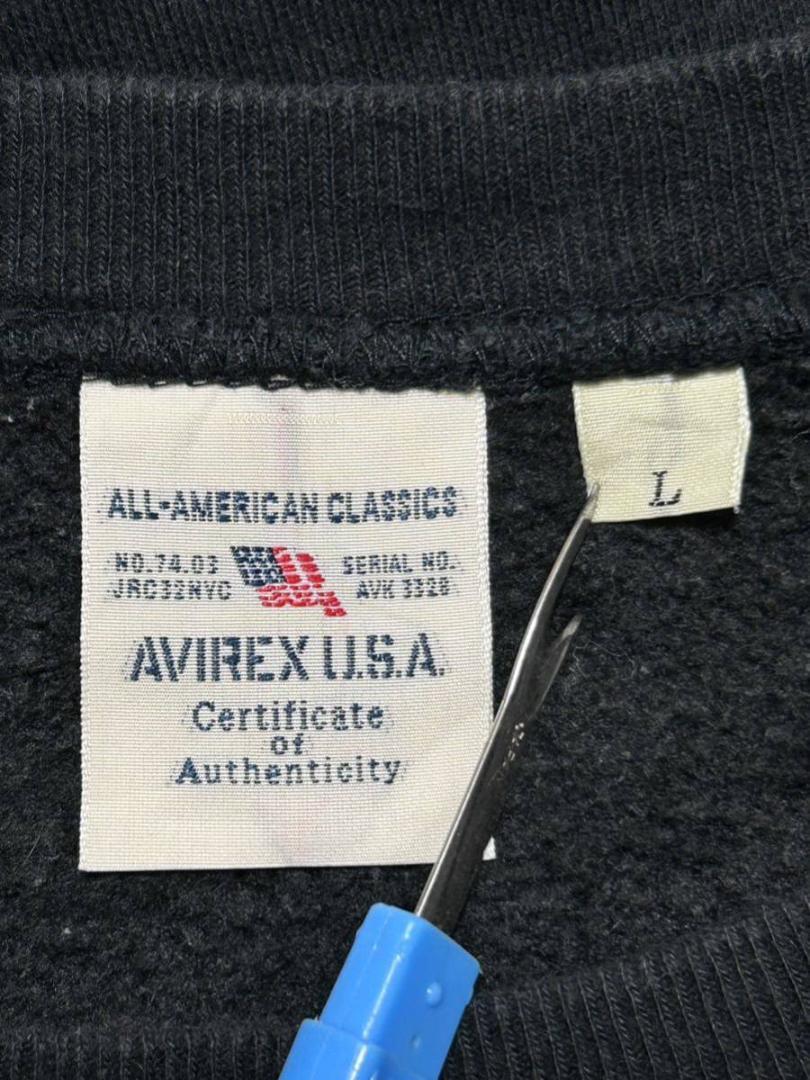 ALL-AMERICAN CLASSICS
NO.74.03
JRC32NYC
SERIAL NO.
AVK 3328
AVIREX U.S.A.
Certificate
of
Authenticity
L